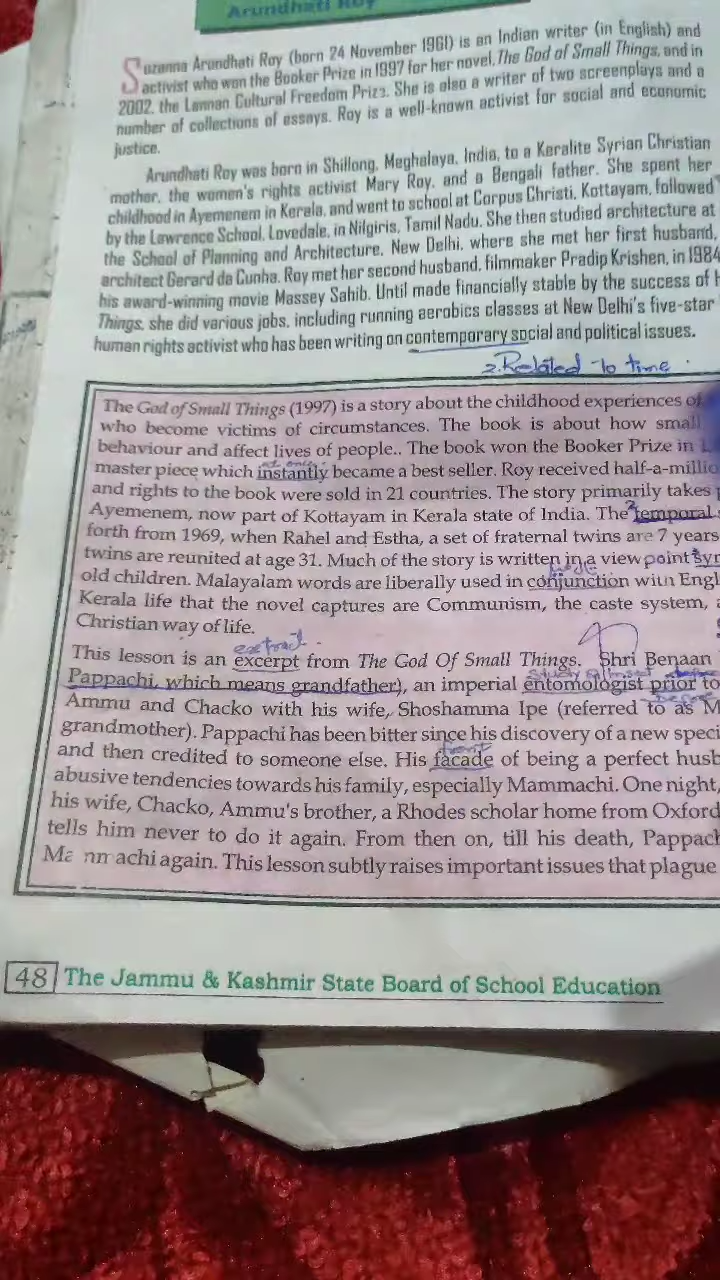 Arundhati Roy
Suzanna Arundhati Roy (born 24 November 1961) is an Indian writer (in English) and
activist who won the Booker Prize in 1997 for her novel, The God of Small Things, and in
2002, the Lannan Cultural Freedom Prize. She is also a writer of two screenplays and a
number of collections of essays. Roy is a well-known activist for social and economic
justice.
Arundhati Roy was born in Shillong, Meghalaya, India, to a Keralite Syrian Christian
mother, the women's rights activist Mary Roy, and a Bengali father. She spent her
childhood in Ayemenem in Kerala, and went to school at Corpus Christi, Kottayam, followed
by the Lawrence School, Lovedale, in Nilgiris, Tamil Nadu. She then studied architecture at
the School of Planning and Architecture, New Delhi, where she met her first husband,
architect Gerard da Cunha. Roy met her second husband, filmmaker Pradip Krishen, in 1984
his award-winning movie Massey Sahib. Until made financially stable by the success of
Things, she did various jobs, including running aerobics classes at New Delhi's five-star
human rights activist who has been writing on contemporary social and political issues.
2. Related to time.
The God of Small Things (1997) is a story about the childhood experiences of
who become victims of circumstances. The book is about how small
behaviour and affect lives of people.. The book won the Booker Prize in
at once
master piece which instantly became a best seller. Roy received half-a-millio
and rights to the book were sold in 21 countries. The story primarily takes
Ayemenem, now part of Kottayam in Kerala state of India. The 2 temporal
forth from 1969, when Rahel and Estha, a set of fraternal twins are 7 years
twins are reunited at age 31. Much of the story is written in a view point
old children. Malayalam words are liberally used in conjunction with Engl
Kerala life that the novel captures are Communism, the caste system,
Christian way of life.
extract.
This lesson is an excerpt from The God Of Small Things. Shri Benaan
Pappachi, which means grandfather), an imperial entomologist prior to
before
Ammu and Chacko with his wife, Shoshamma Ipe (referred to as M
grandmother). Pappachi has been bitter since his discovery of a new speci
front
and then credited to someone else. His facade of being a perfect husb
abusive tendencies towards his family, especially Mammachi. One night,
his wife, Chacko, Ammu's brother, a Rhodes scholar home from Oxford
tells him never to do it again. From then on, till his death, Pappach
Ma nn achi again. This lesson subtly raises important issues that plague
48 The Jammu & Kashmir State Board of School Education